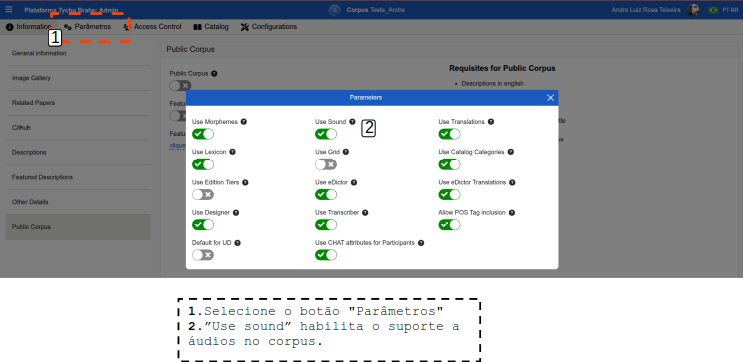 Plataforma Tycho Brahe: Admin
Corpus Teste_Andre
Andre Luiz Rosa Teixeira
PT-BR
Information
Parâmetros
Access Control
Catalog
Configurations
1
General Information
Image Gallery
Related Papers
Github
Descriptions
Featured Descriptions
Other Details
Public Corpus
Public Corpus
Public Corpus
Requisites for Public Corpus
Descriptions in english
Featu
Featu
clique
Parameters
Use Morphemes
Use Sound
2
Use Translations
Use Lexicon
Use Grid
Use Catalog Categories
Use Edition Tiers
Use eDictor
Use eDictor Translations
Use Designer
Use Transcriber
Allow POS Tag inclusion
Default for UD
Use CHAT attributes for Participants
1.Selecione o botão "Parâmetros"
2.”Use sound” habilita o suporte a
áudios no corpus.